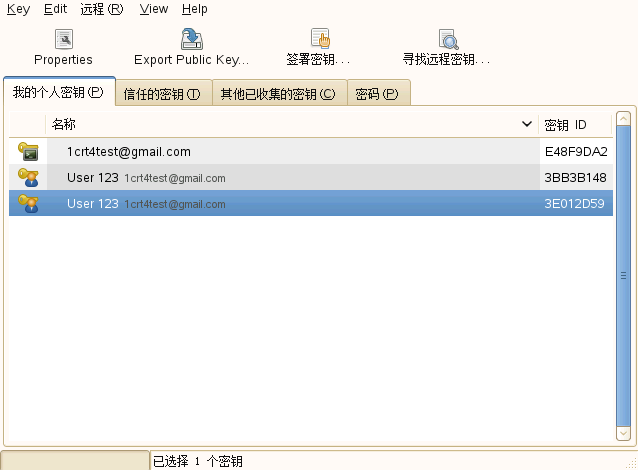 Key Edit 远程 (R) View Help
Properties Export Public Key... 签署密钥... 寻找远程密钥...
我的个人密钥(P) 信任的密钥(T) 其他已收集的密钥(C) 密码(P)
名称 密钥 ID
1crt4test@gmail.com E48F9DA2
User 123 1crt4test@gmail.com 3BB3B148
User 123 1crt4test@gmail.com 3E012D59
已选择 1 个密钥